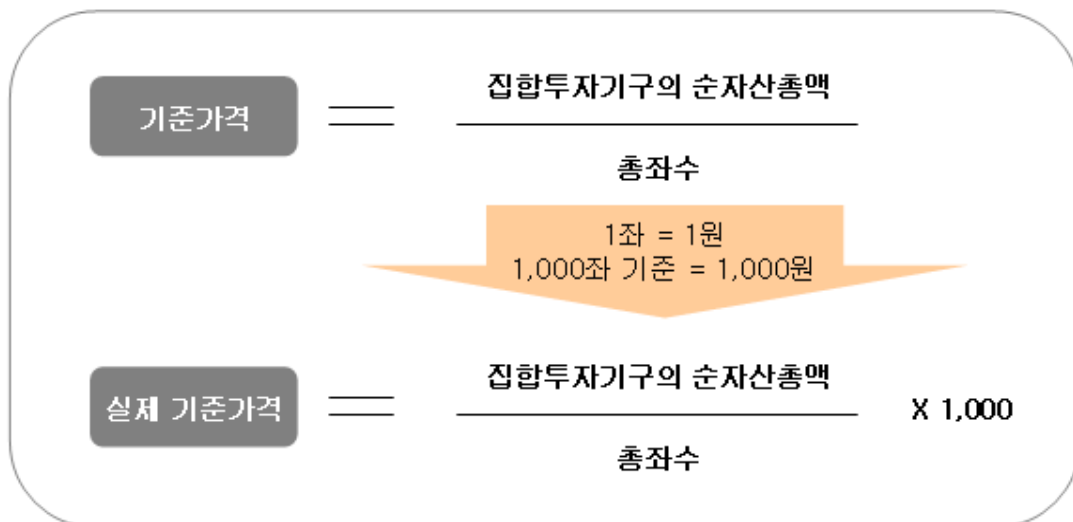 집합투자기구의 순자산총액
기준가격
총좌수
1좌 = 1원
1,000좌 기준 = 1,000원
집합투자기구의 순자산총액
실제 기준가격
X 1,000
총좌수